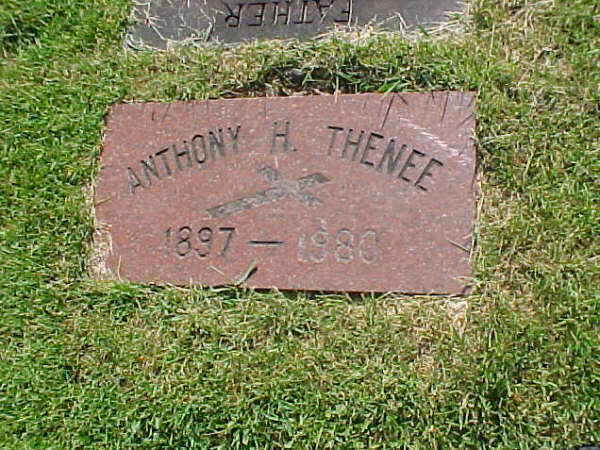 FATHER
ANTHONY H. THENEE
1897 — 1980